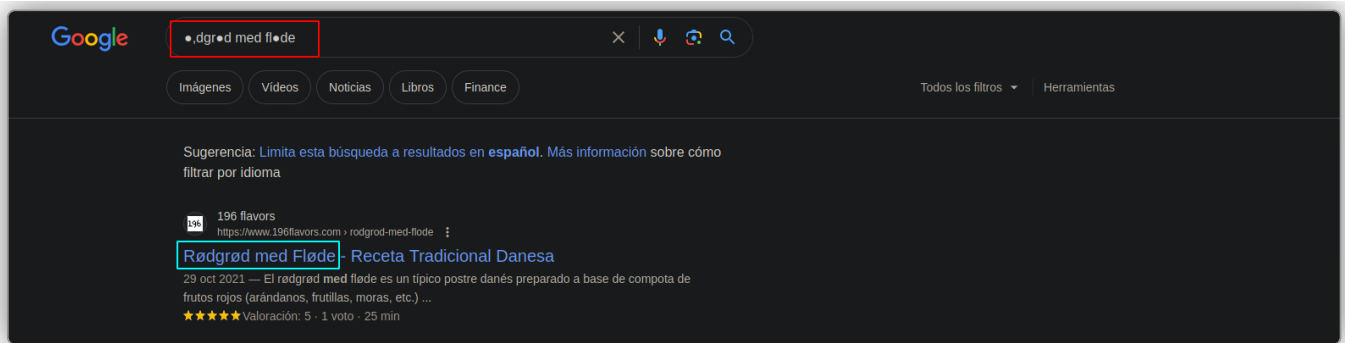 Google
●,dgr●d med fl●de
Imágenes Vídeos Noticias Libros Finance Todos los filtros Herramientas
Sugerencia: Limita esta búsqueda a resultados en español. Más información sobre cómo
filtrar por idioma
196 flavors
196
https://www.196flavors.com › rodgrod-med-flode
Rødgrød med Fløde - Receta Tradicional Danesa
29 oct 2021 — El rødgrød med fløde es un típico postre danés preparado a base de compota de
frutos rojos (arándanos, frutillas, moras, etc.) ...
Valoración: 5 · 1 voto · 25 min